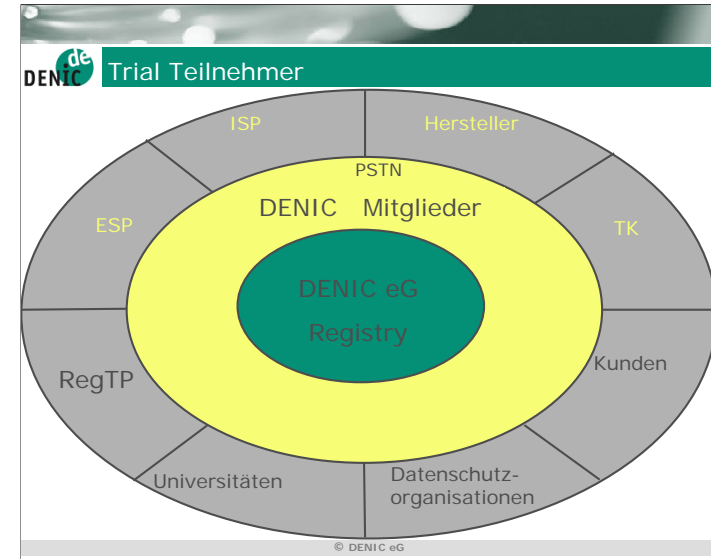 de
DENIC
Trial Teilnehmer
ISP
Hersteller
PSTN
DENIC Mitglieder
ESP
TK
DENIC eG
Registry
RegTP
Kunden
Universitäten
Datenschutz-
organisationen
© DENIC eG